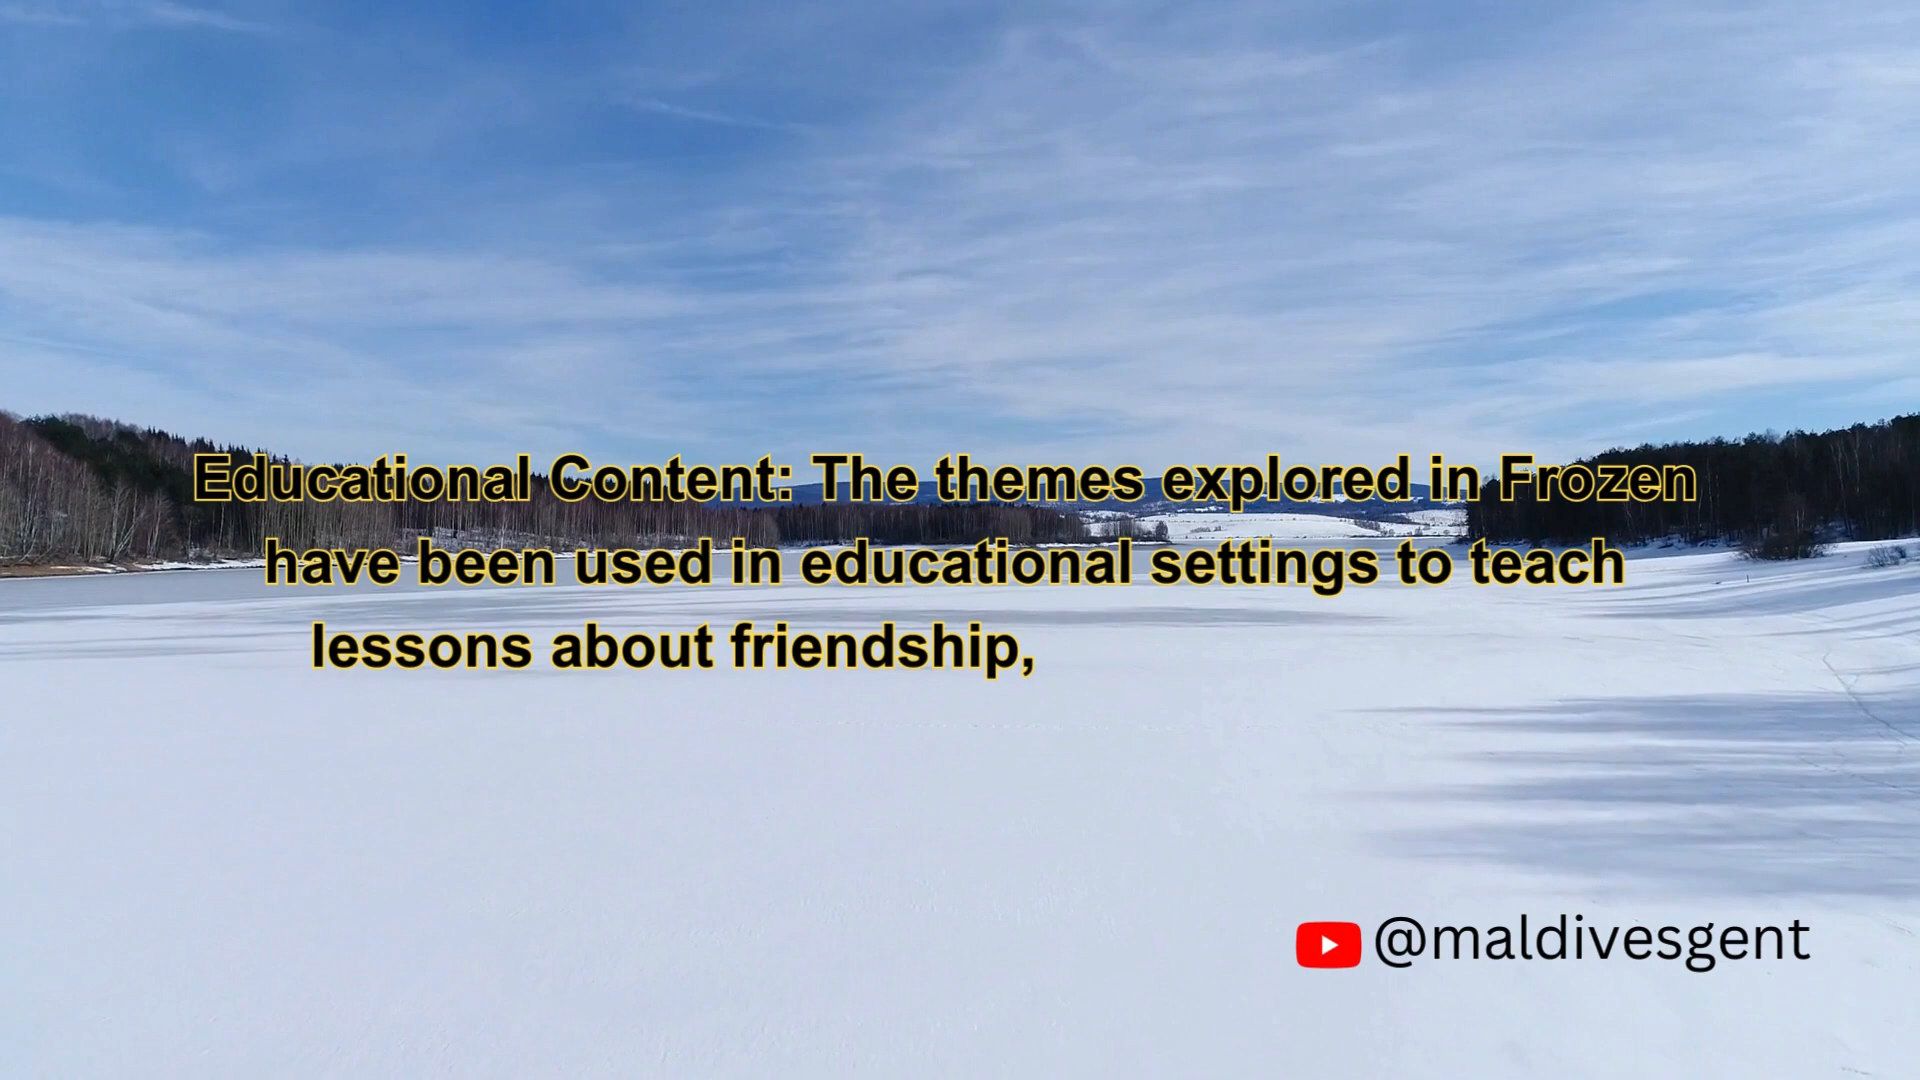 Educational Content: The themes explored in Frozen
have been used in educational settings to teach
lessons about friendship,
@maldivesgent